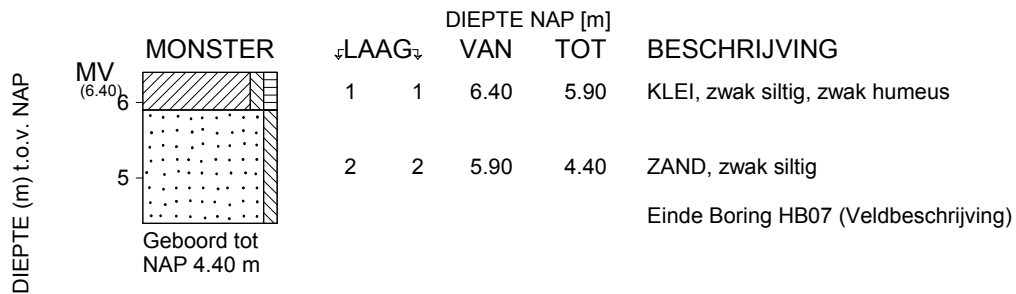 DIEPTE NAP [m]
MONSTER LAAG VAN TOT BESCHRIJVING
MV
(6.40)
6
1 1 6.40 5.90 KLEI, zwak siltig, zwak humeus
5
2 2 5.90 4.40 ZAND, zwak siltig
Einde Boring HB07 (Veldbeschrijving)
Geboord tot
NAP 4.40 m
DIEPTE (m) t.o.v. NAP